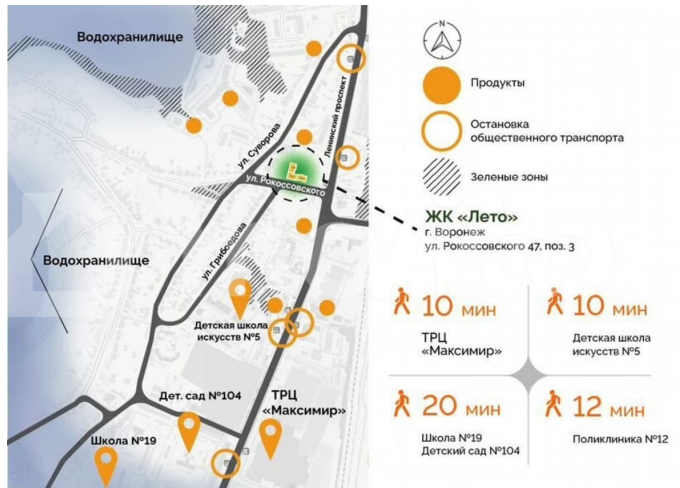 Водохранилище
ул. Суворова
Ленинский проспект
ул. Рокоссовского
ул. Грибоедова
Водохранилище
Детская школа
искусств №5
Дет. сад №104
ТРЦ
«Максимир»
Школа №19
N
Продукты
Остановка
общественного транспорта
Зеленые зоны
ЖК «Лето»
г. Воронеж
ул. Рокоссовского 47, поз. 3
10 мин
ТРЦ
«Максимир»
10 мин
Детская школа
искусств №5
20 мин
Школа №19
Детский сад №104
12 мин
Поликлиника №12